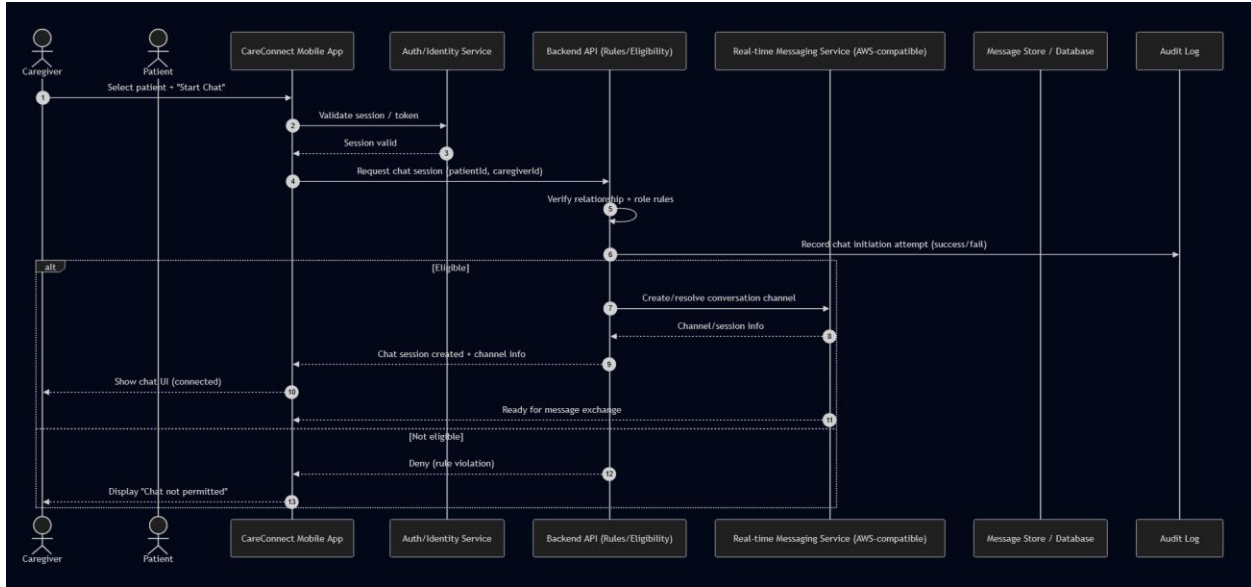 Caregiver
Patient
CareConnect Mobile App
Auth/Identity Service
Backend API (Rules/Eligibility)
Real-time Messaging Service (AWS-compatible)
Message Store / Database
Audit Log
Select patient + "Start Chat"
1
Validate session / token
2
Session valid
3
Request chat session (patientId, caregiverId)
4
Verify relationship + role rules
5
Record chat initiation attempt (success/fail)
6
alt
[Eligible]
Create/resolve conversation channel
7
Channel/session info
8
Chat session created + channel info
9
Show chat UI (connected)
10
Ready for message exchange
11
[Not eligible]
Deny (rule violation)
12
Display "Chat not permitted"
13
Caregiver
Patient
CareConnect Mobile App
Auth/Identity Service
Backend API (Rules/Eligibility)
Real-time Messaging Service (AWS-compatible)
Message Store / Database
Audit Log